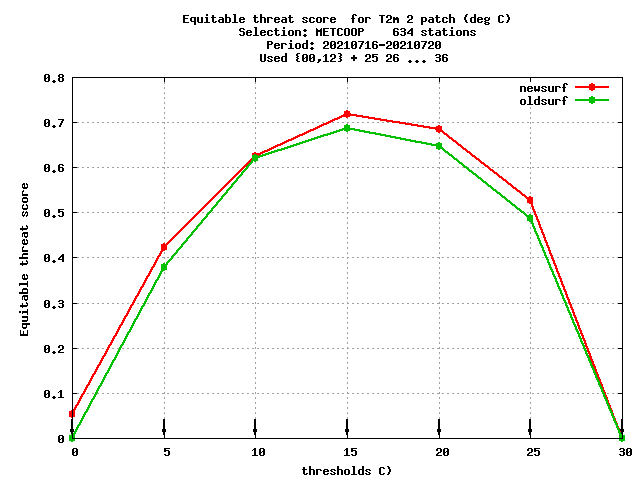 Equitable threat score  for T2m 2 patch (deg C)
Selection: METCOOP    634 stations
Period: 20210716-20210720
Used {00,12} + 25 26 ... 36
newsurf
oldsurf
0.8
0.7
0.6
0.5
0.4
0.3
0.2
0.1
0
Equitable threat score
0 5 10 15 20 25 30
thresholds C)